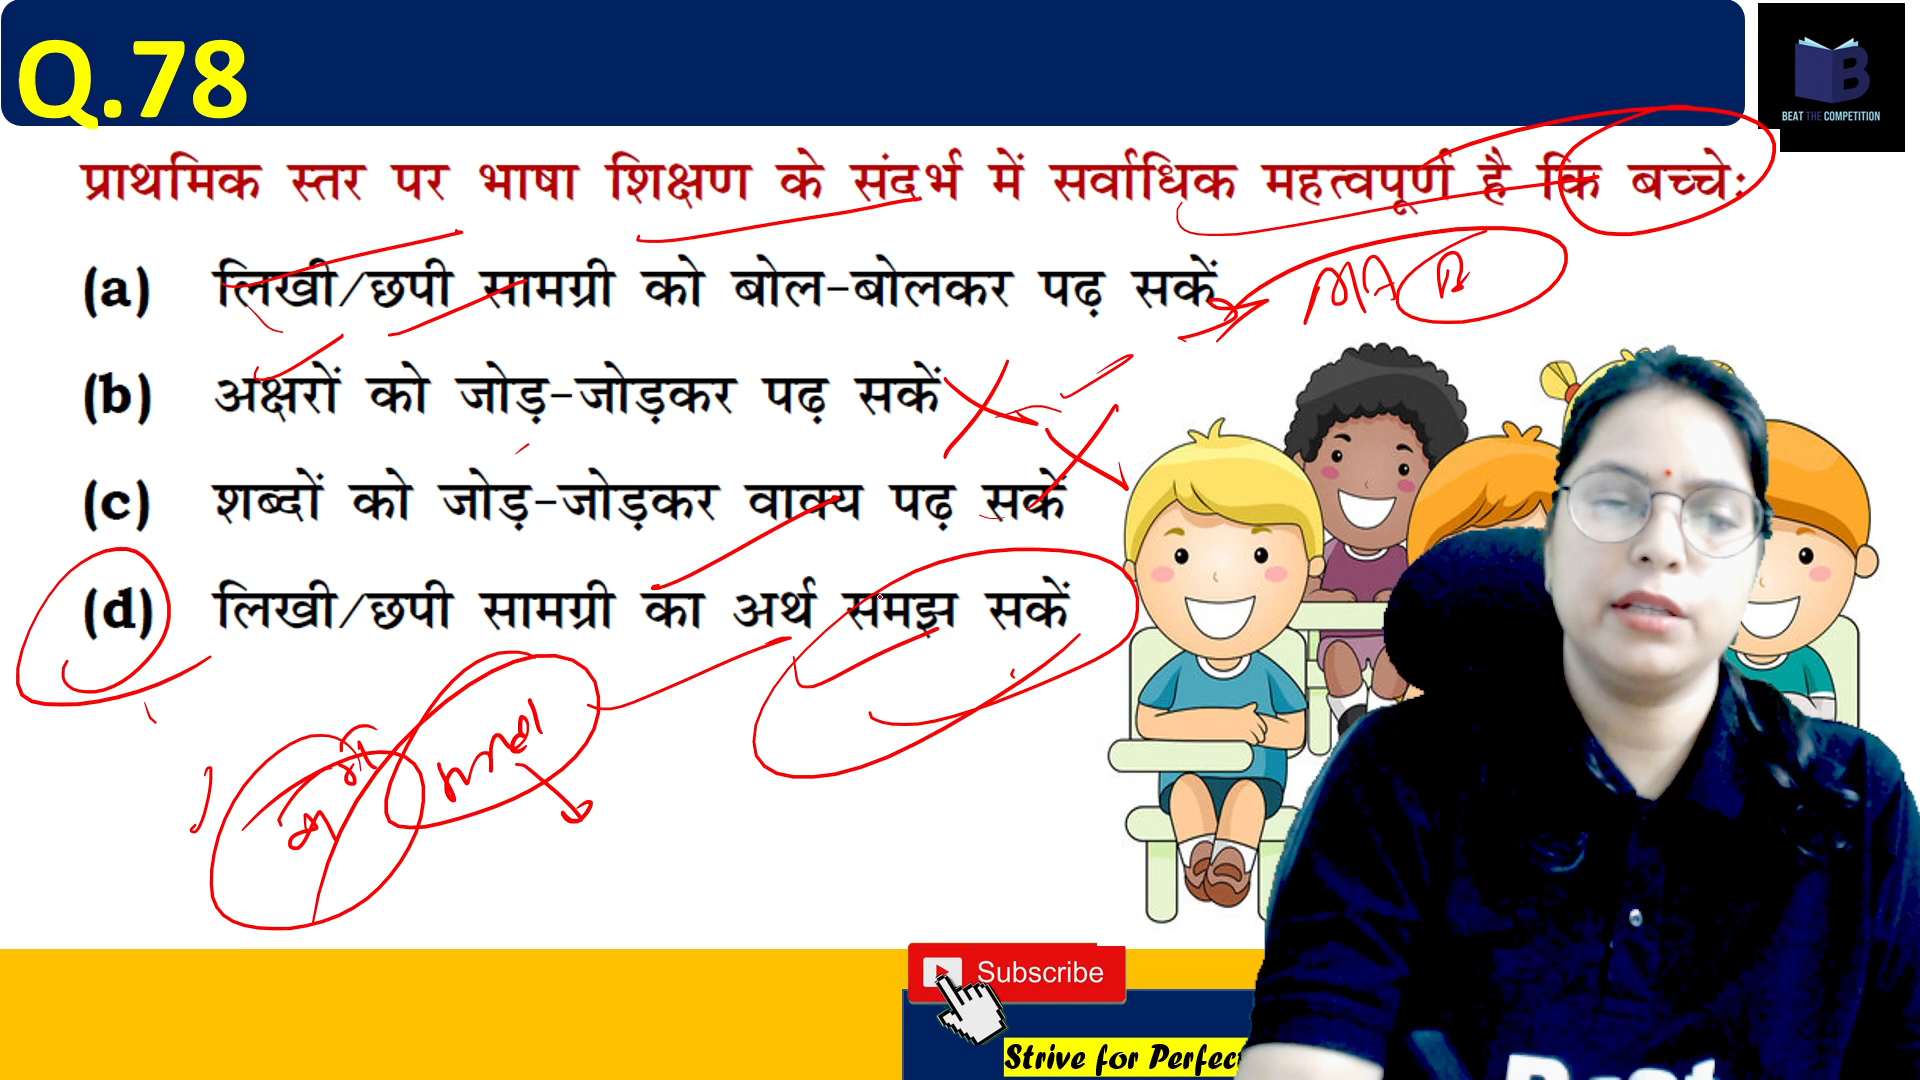 Q.78
BEAT THE COMPETITION
प्राथमिक स्तर पर भाषा शिक्षण के संदर्भ में सर्वाधिक महत्वपूर्ण है कि बच्चे:
(a) लिखी/छपी सामग्री को बोल-बोलकर पढ़ सकें
(b) अक्षरों को जोड़-जोड़कर पढ़ सकें
(c) शब्दों को जोड़-जोड़कर वाक्य पढ़ सकें
(d) लिखी/छपी सामग्री का अर्थ समझ सकें
Subscribe
Strive for